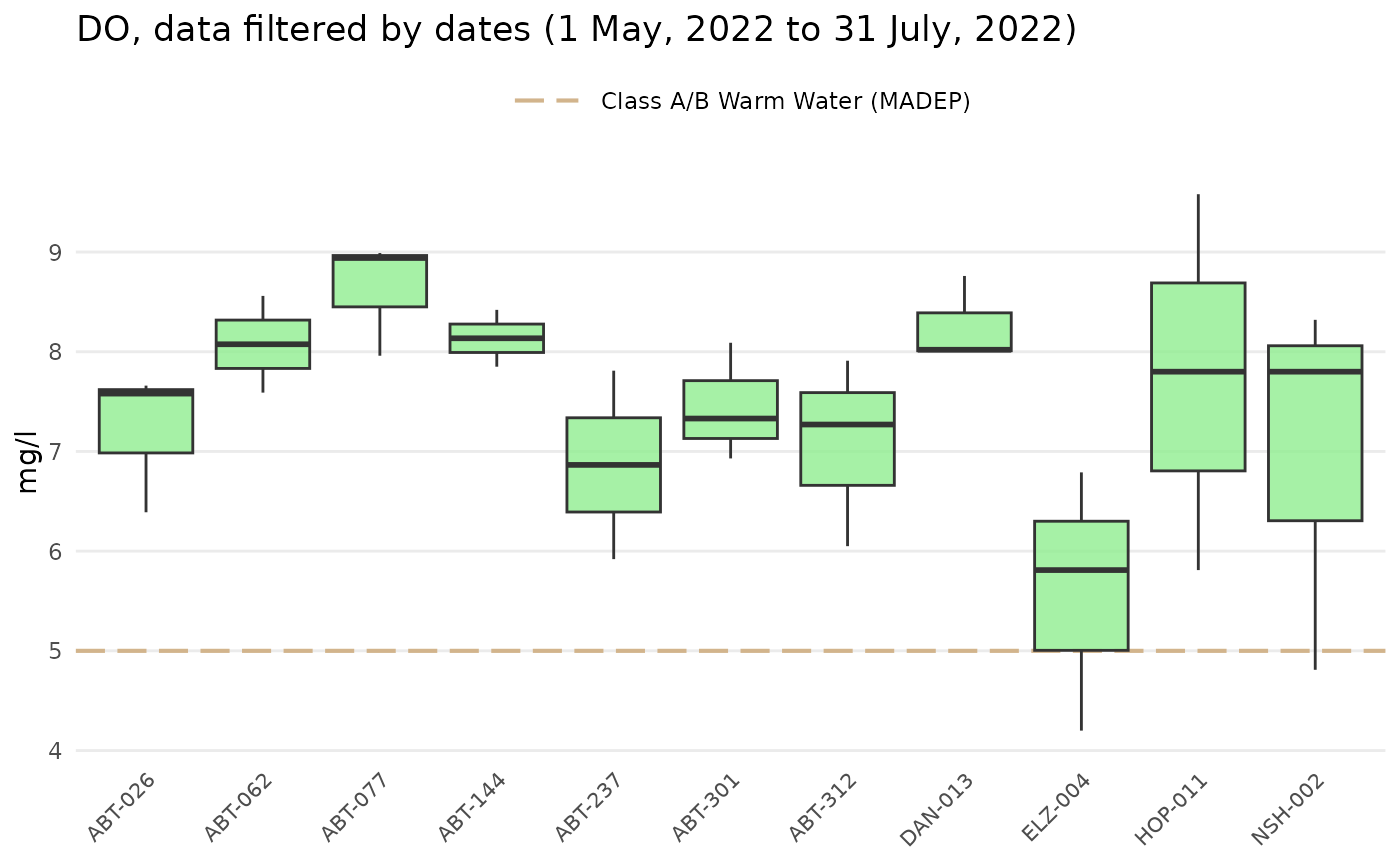 DO, data filtered by dates (1 May, 2022 to 31 July, 2022)
Class A/B Warm Water (MADEP)
mg/l
9
8
7
6
5
4
ABT-026
ABT-062
ABT-077
ABT-144
ABT-237
ABT-301
ABT-312
DAN-013
ELZ-004
HOP-011
NSH-002